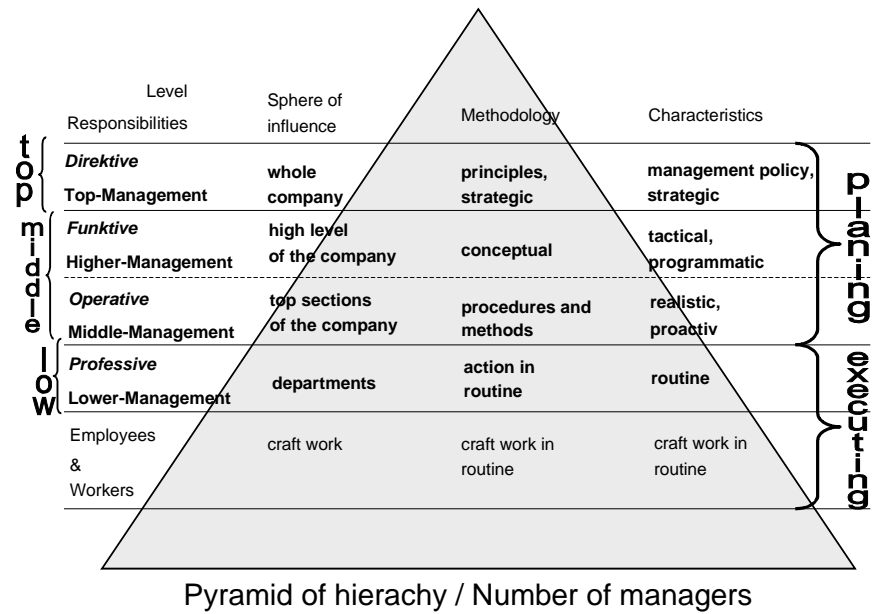 Level
Responsibilities
Sphere of
influence
Methodology
Characteristics
top
Direktive
Top-Management
whole
company
principles,
strategic
management policy,
strategic
middle
Funktive
Higher-Management
high level
of the company
conceptual
tactical,
programmatic
Operative
Middle-Management
top sections
of the company
procedures and
methods
realistic,
proactiv
planing
low
Professive
Lower-Management
departments
action in
routine
routine
Employees
&
Workers
craft work
craft work in
routine
craft work in
routine
executing
Pyramid of hierachy / Number of managers